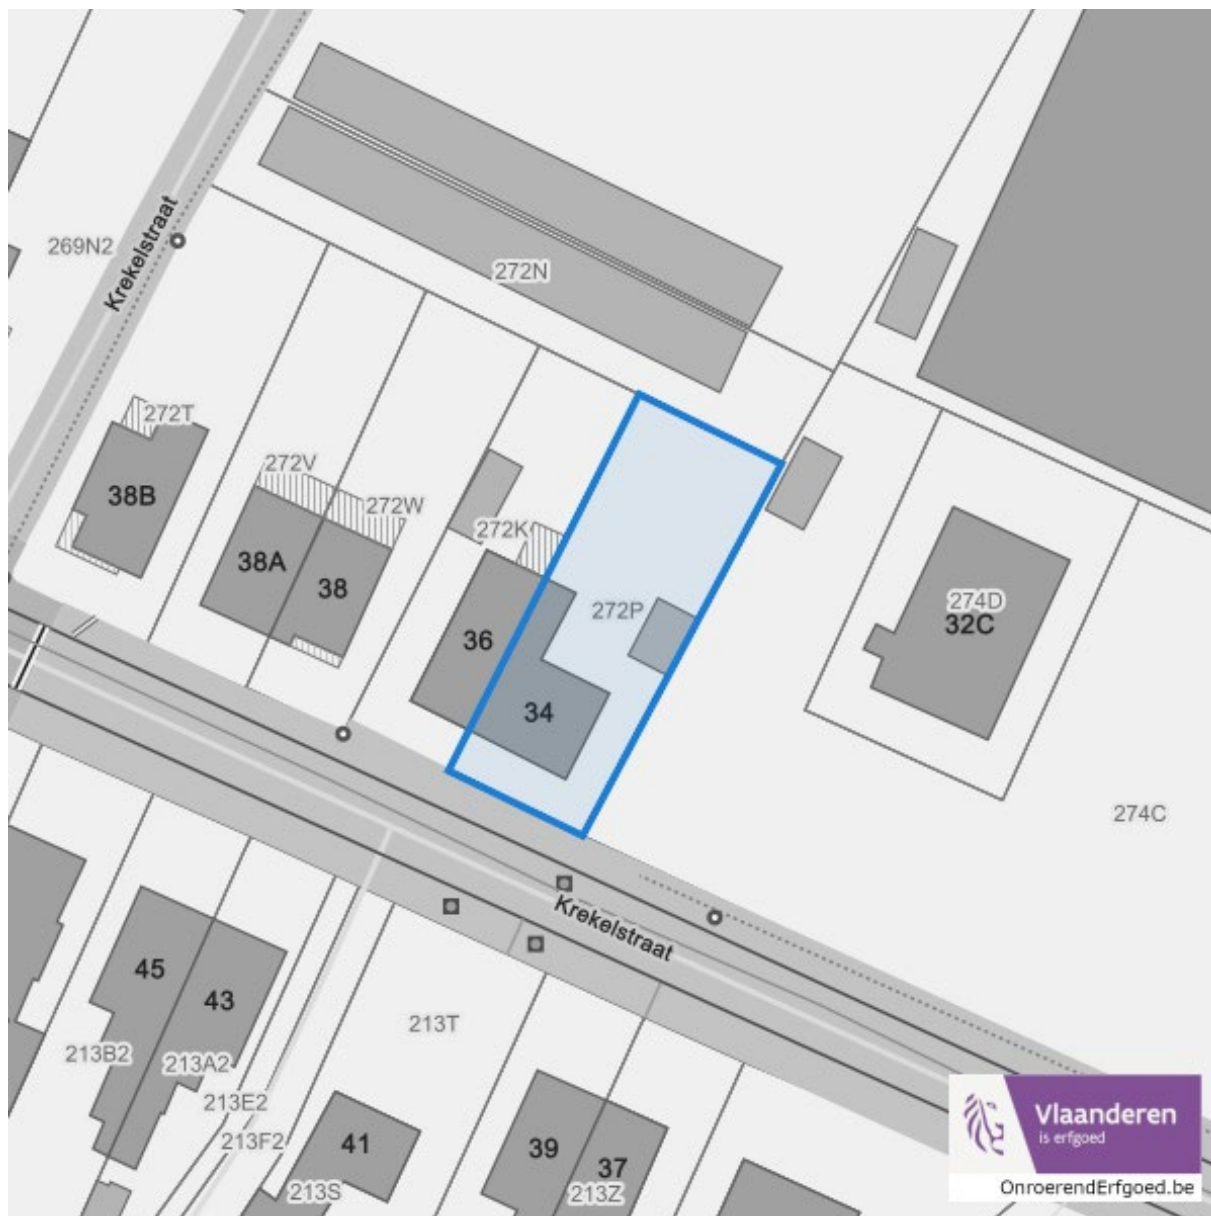 269N2
Krekelstraat
272N
272T
38B
272V
272W
38A
38
272K
36
272P
34
274D
32C
274C
Krekelstraat
45
43
213T
213B2
213A2
213E2
213F2
41
39
37
213S
213Z
Vlaanderen
is erfgoed
OnroerendErfgoed.be